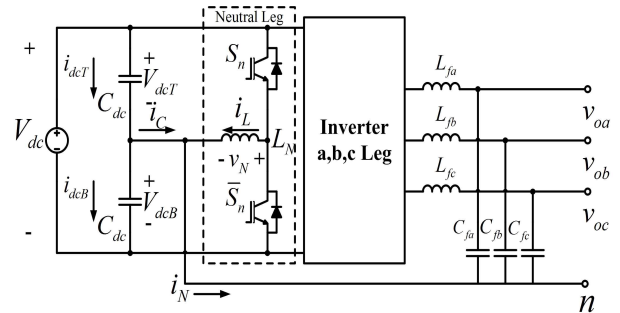 Neutral Leg
+
i_dcT
+
V_dcT
-
C_dc
i_C
S_n
i_L
L_N
- v_N +
V_dc
+
-
i_dcB
C_dc
+
V_dcB
-
S̅_n
Inverter
a,b,c Leg
L_fa
v_oa
L_fb
v_ob
L_fc
v_oc
C_fa C_fb C_fc
i_N
n
-